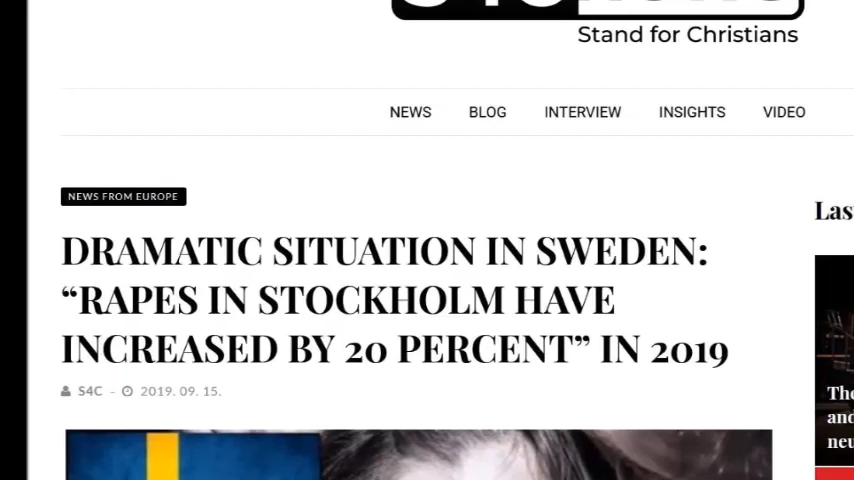 Stand for Christians
NEWS BLOG INTERVIEW INSIGHTS VIDEO
NEWS FROM EUROPE
DRAMATIC SITUATION IN SWEDEN:
“RAPES IN STOCKHOLM HAVE
INCREASED BY 20 PERCENT” IN 2019
S4C - 2019. 09. 15.